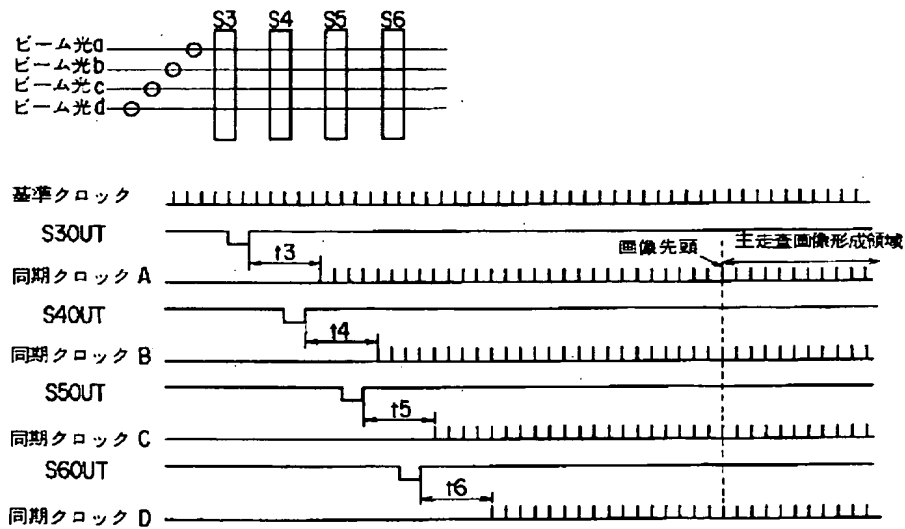 S3 S4 S5 S6
ビーム光a
ビーム光b
ビーム光c
ビーム光d
基準クロック
S3OUT
t3
画像先頭
主走査画像形成領域
同期クロック A
S4OUT
t4
同期クロック B
S5OUT
t5
同期クロック C
S6OUT
t6
同期クロック D